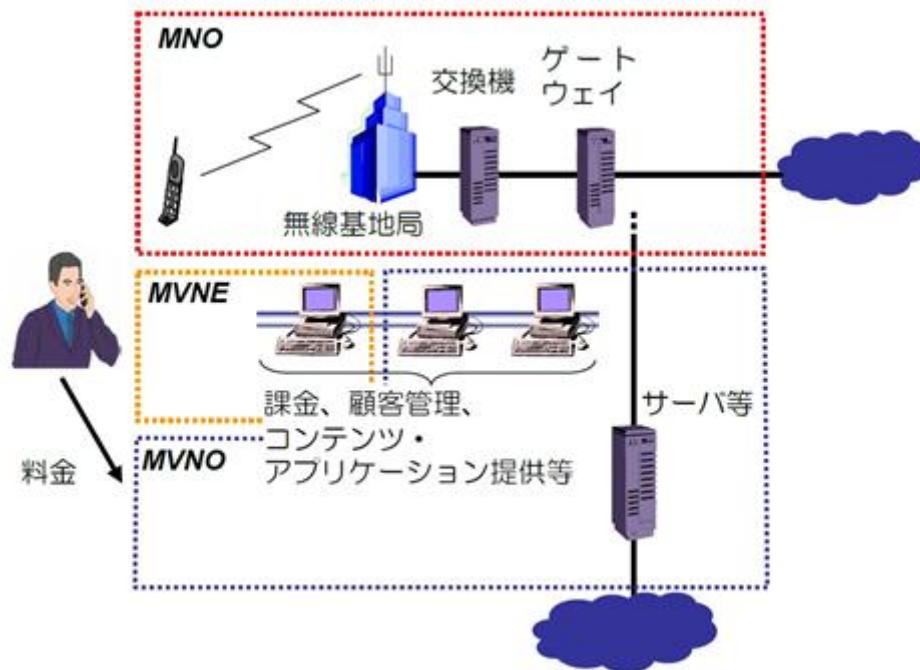 MNO
交換機
ゲート
ウェイ
無線基地局
MVNE
課金、顧客管理、
コンテンツ・
アプリケーション提供等
サーバ等
MVNO
料金